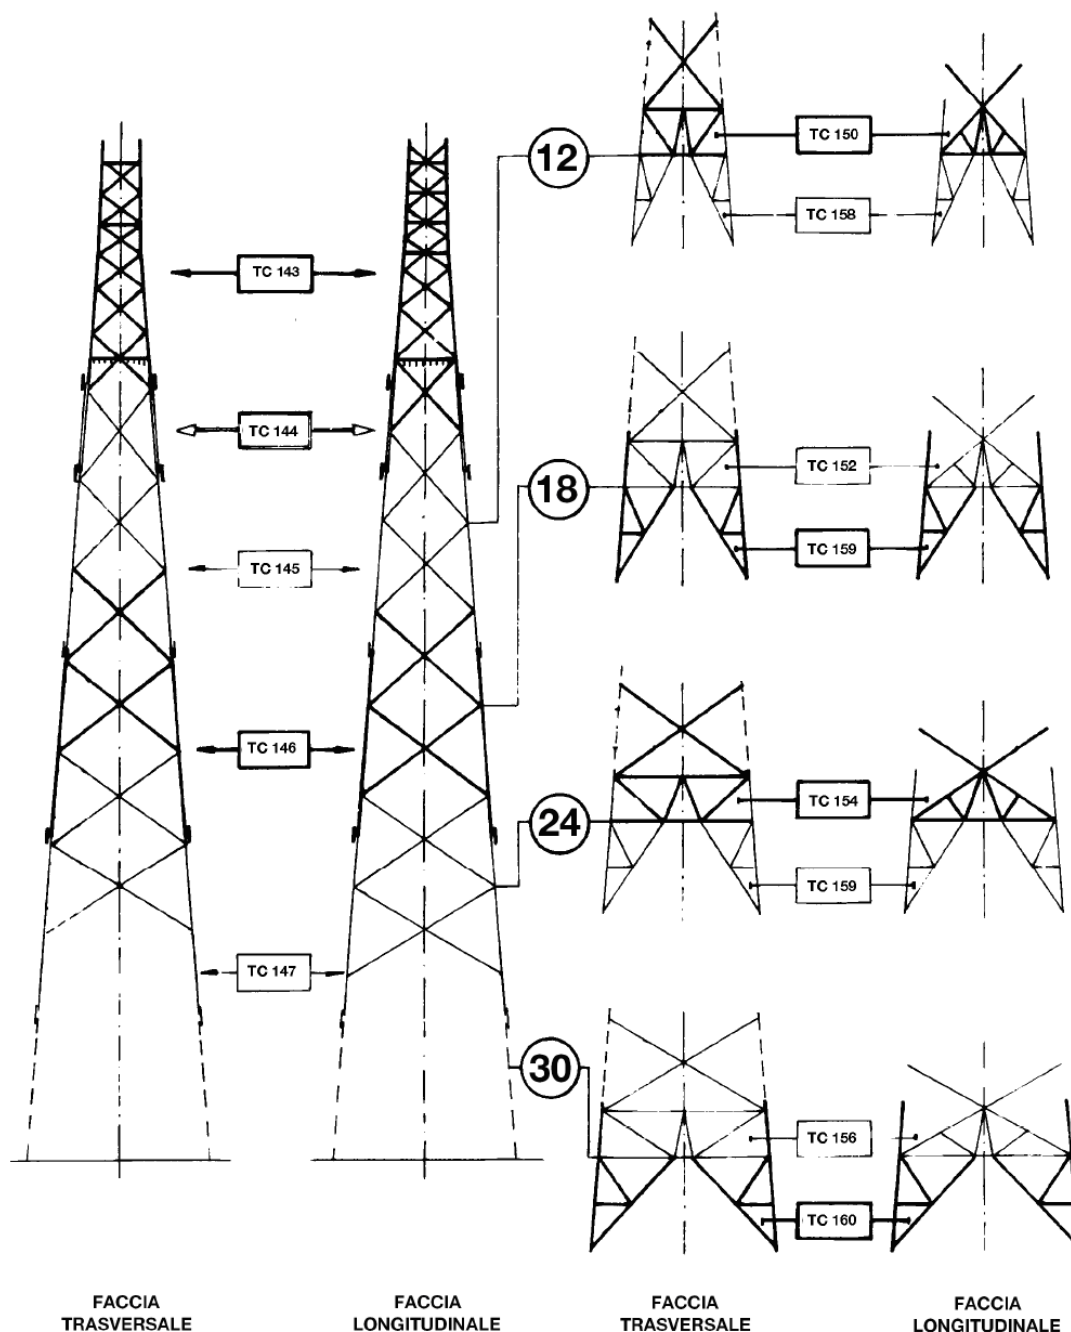 12
TC 150
TC 158
TC 143
TC 144
18
TC 152
TC 159
TC 145
TC 146
24
TC 154
TC 159
TC 147
30
TC 156
TC 160
FACCIA
TRASVERSALE
FACCIA
LONGITUDINALE
FACCIA
TRASVERSALE
FACCIA
LONGITUDINALE